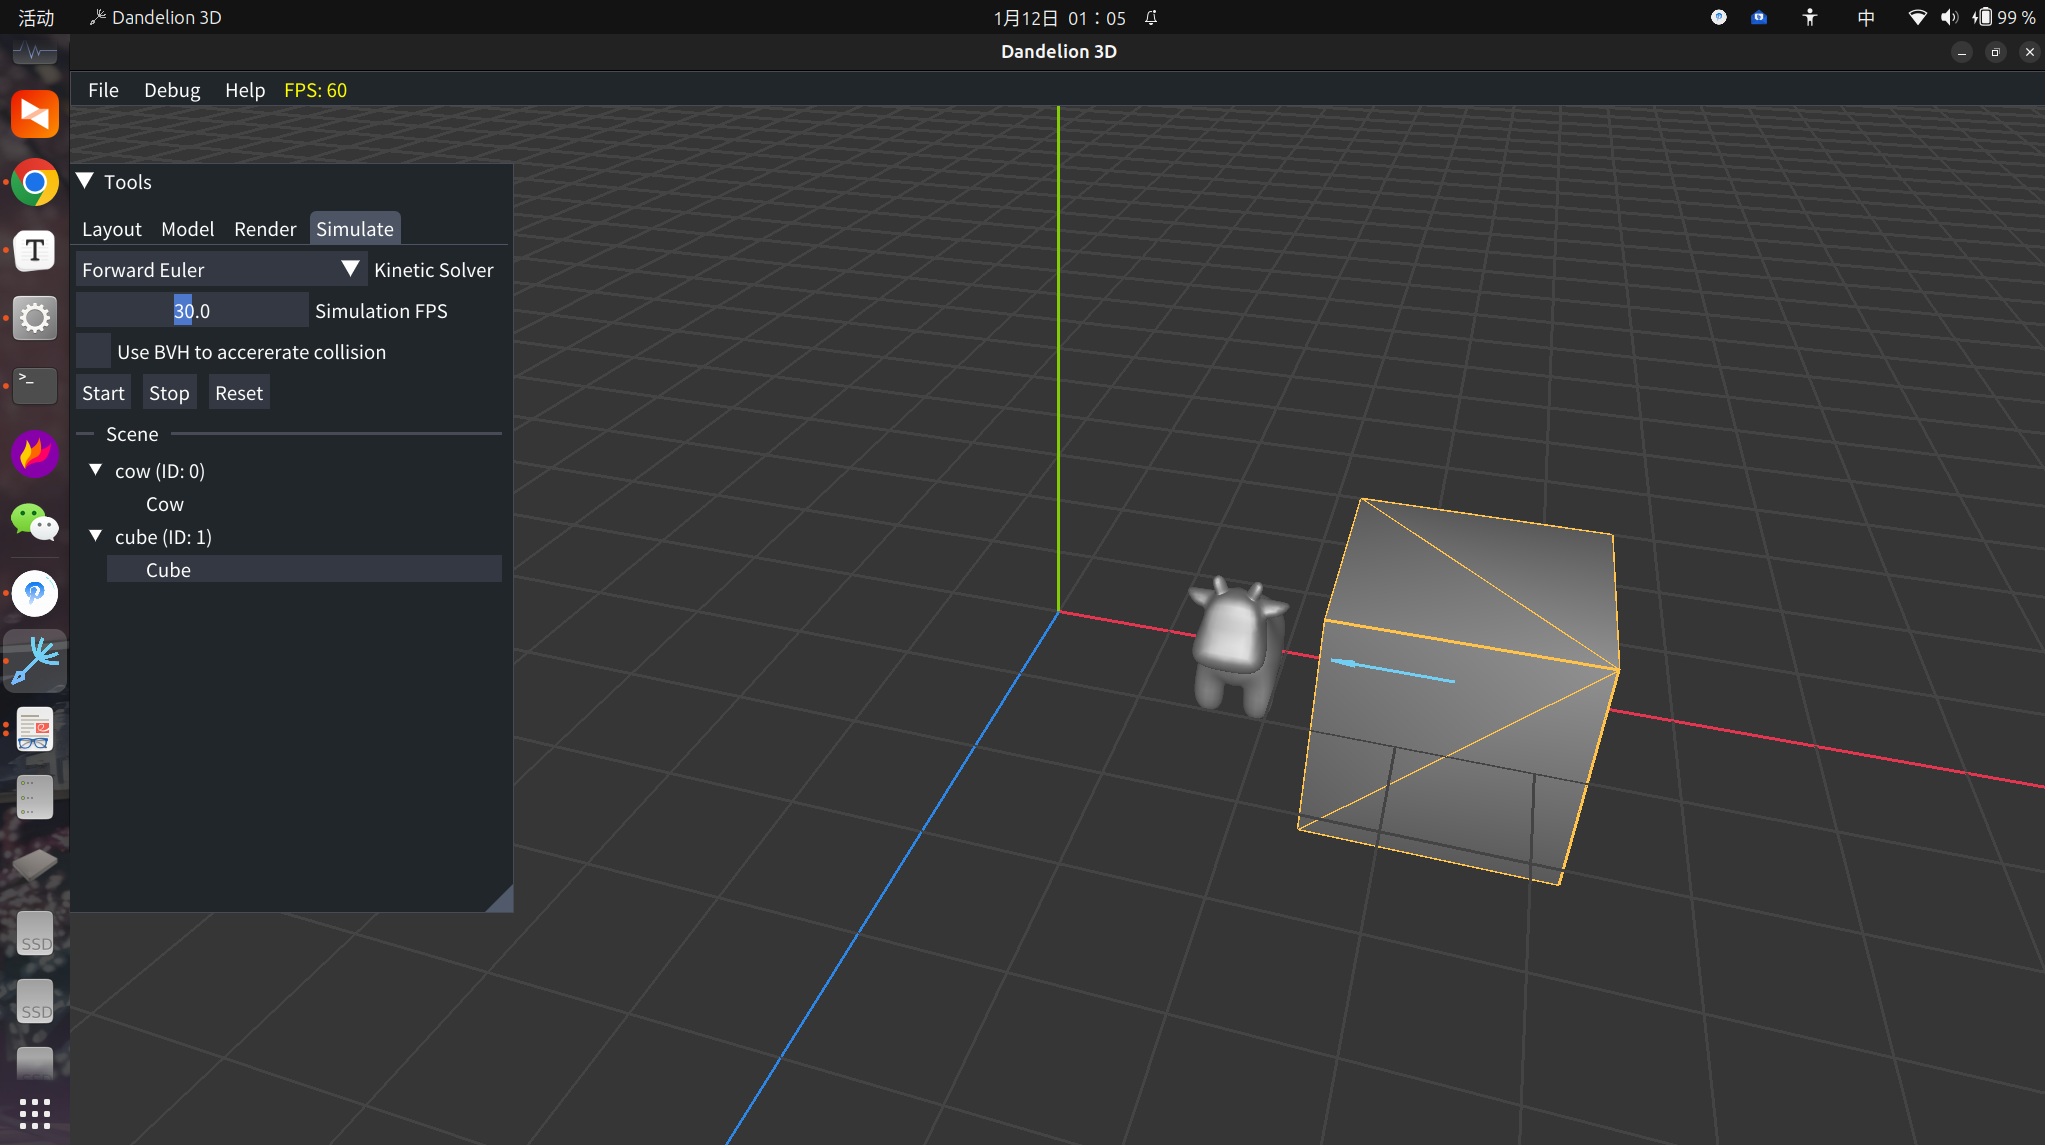 活动 Dandelion 3D 1月12日 01：05 中 99 %
Dandelion 3D
File Debug Help FPS: 60
Tools
Layout Model Render Simulate
Forward Euler Kinetic Solver
30.0 Simulation FPS
Use BVH to accererate collision
Start Stop Reset
Scene
cow (ID: 0)
Cow
cube (ID: 1)
Cube
T
>_
SSD
SSD